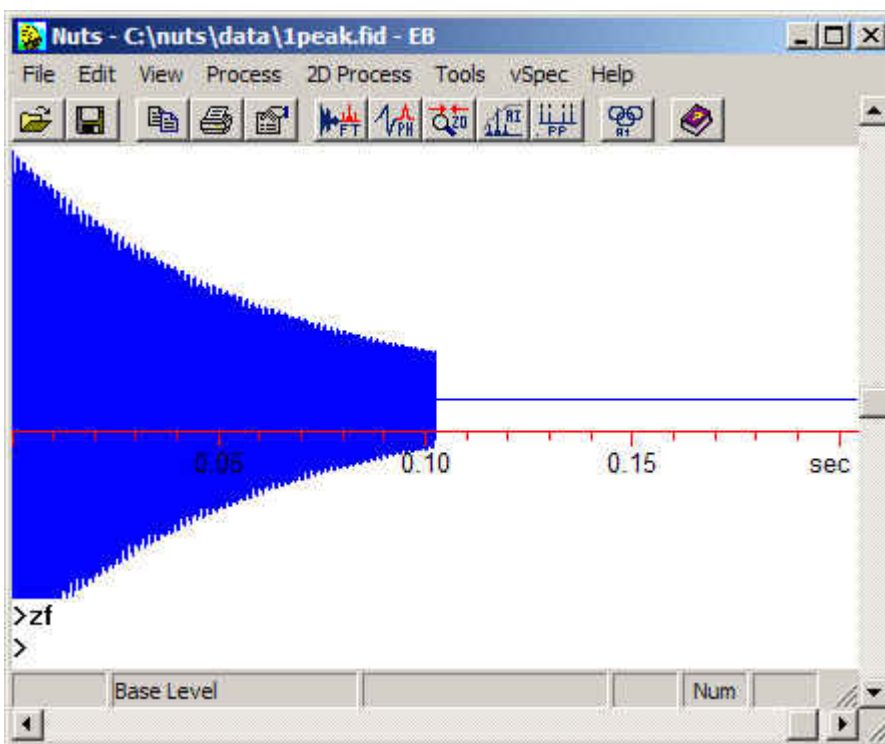 Nuts - C:\nuts\data\1peak.fid - EB
File Edit View Process 2D Process Tools vSpec Help
FT PH ZO RI PP
0.05 0.10 0.15 sec
>zf
>
Base Level Num